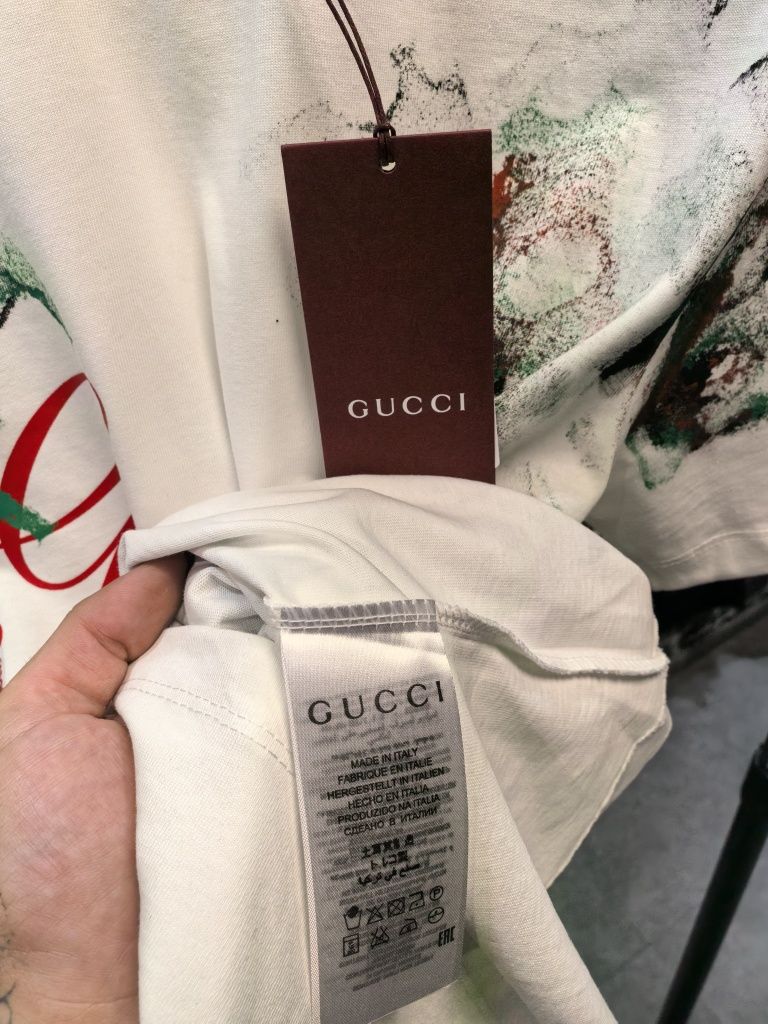 GUCCI
GUCCI
MADE IN ITALY
FABRIQUE EN ITALIE
HERGESTELLT IN ITALIEN
HECHO EN ITALIA
PRODUZIDO NA ITALIA
СДЕАНО В ИТАЛИИ
EAC